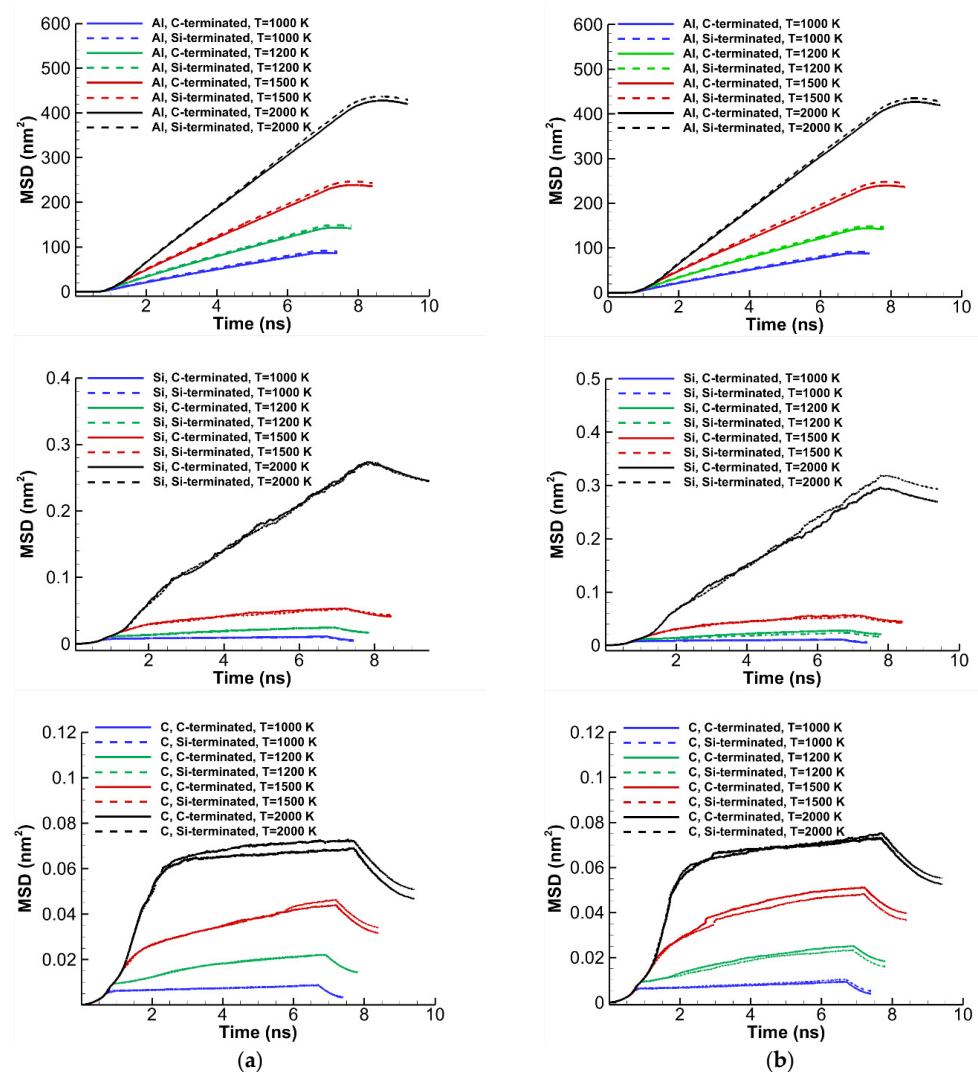 600
500
400
300
200
100
0
MSD (nm²)
Al, C-terminated, T=1000 K
Al, Si-terminated, T=1000 K
Al, C-terminated, T=1200 K
Al, Si-terminated, T=1200 K
Al, C-terminated, T=1500 K
Al, Si-terminated, T=1500 K
Al, C-terminated, T=2000 K
Al, Si-terminated, T=2000 K
2 4 6 8 10
Time (ns)
600
500
400
300
200
100
0
MSD (nm²)
Al, C-terminated, T=1000 K
Al, Si-terminated, T=1000 K
Al, C-terminated, T=1200 K
Al, Si-terminated, T=1200 K
Al, C-terminated, T=1500 K
Al, Si-terminated, T=1500 K
Al, C-terminated, T=2000 K
Al, Si-terminated, T=2000 K
0 2 4 6 8 10
Time (ns)
0.4
0.3
0.2
0.1
0
MSD (nm²)
Si, C-terminated, T=1000 K
Si, Si-terminated, T=1000 K
Si, C-terminated, T=1200 K
Si, Si-terminated, T=1200 K
Si, C-terminated, T=1500 K
Si, Si-terminated, T=1500 K
Si, C-terminated, T=2000 K
Si, Si-terminated, T=2000 K
2 4 6 8
Time (ns)
0.5
0.4
0.3
0.2
0.1
0
MSD (nm²)
Si, C-terminated, T=1000 K
Si, Si-terminated, T=1000 K
Si, C-terminated, T=1200 K
Si, Si-terminated, T=1200 K
Si, C-terminated, T=1500 K
Si, Si-terminated, T=1500 K
Si, C-terminated, T=2000 K
Si, Si-terminated, T=2000 K
0 2 4 6 8 10
Time (ns)
0.12
0.1
0.08
0.06
0.04
0.02
MSD (nm²)
C, C-terminated, T=1000 K
C, Si-terminated, T=1000 K
C, C-terminated, T=1200 K
C, Si-terminated, T=1200 K
C, C-terminated, T=1500 K
C, Si-terminated, T=1500 K
C, C-terminated, T=2000 K
C, Si-terminated, T=2000 K
2 4 6 8 10
Time (ns)
0.12
0.1
0.08
0.06
0.04
0.02
0
MSD (nm²)
C, C-terminated, T=1000 K
C, Si-terminated, T=1000 K
C, C-terminated, T=1200 K
C, Si-terminated, T=1200 K
C, C-terminated, T=1500 K
C, Si-terminated, T=1500 K
C, C-terminated, T=2000 K
C, Si-terminated, T=2000 K
0 2 4 6 8 10
Time (ns)
(a)
(b)